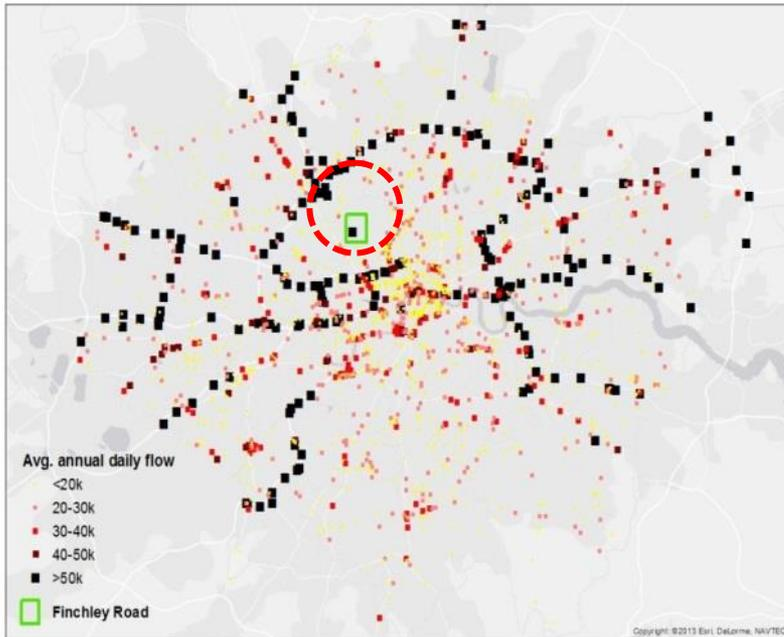 Avg. annual daily flow
<20k
20-30k
30-40k
40-50k
>50k
Finchley Road
Copyright: ©2013 Esri, DeLorme, NAVTEQ